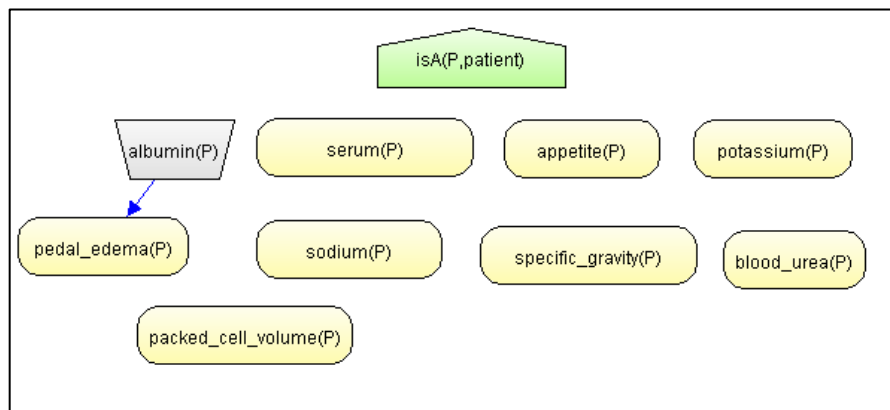 isA(P,patient)
albumin(P)
serum(P)
appetite(P)
potassium(P)
pedal_edema(P)
sodium(P)
specific_gravity(P)
blood_urea(P)
packed_cell_volume(P)